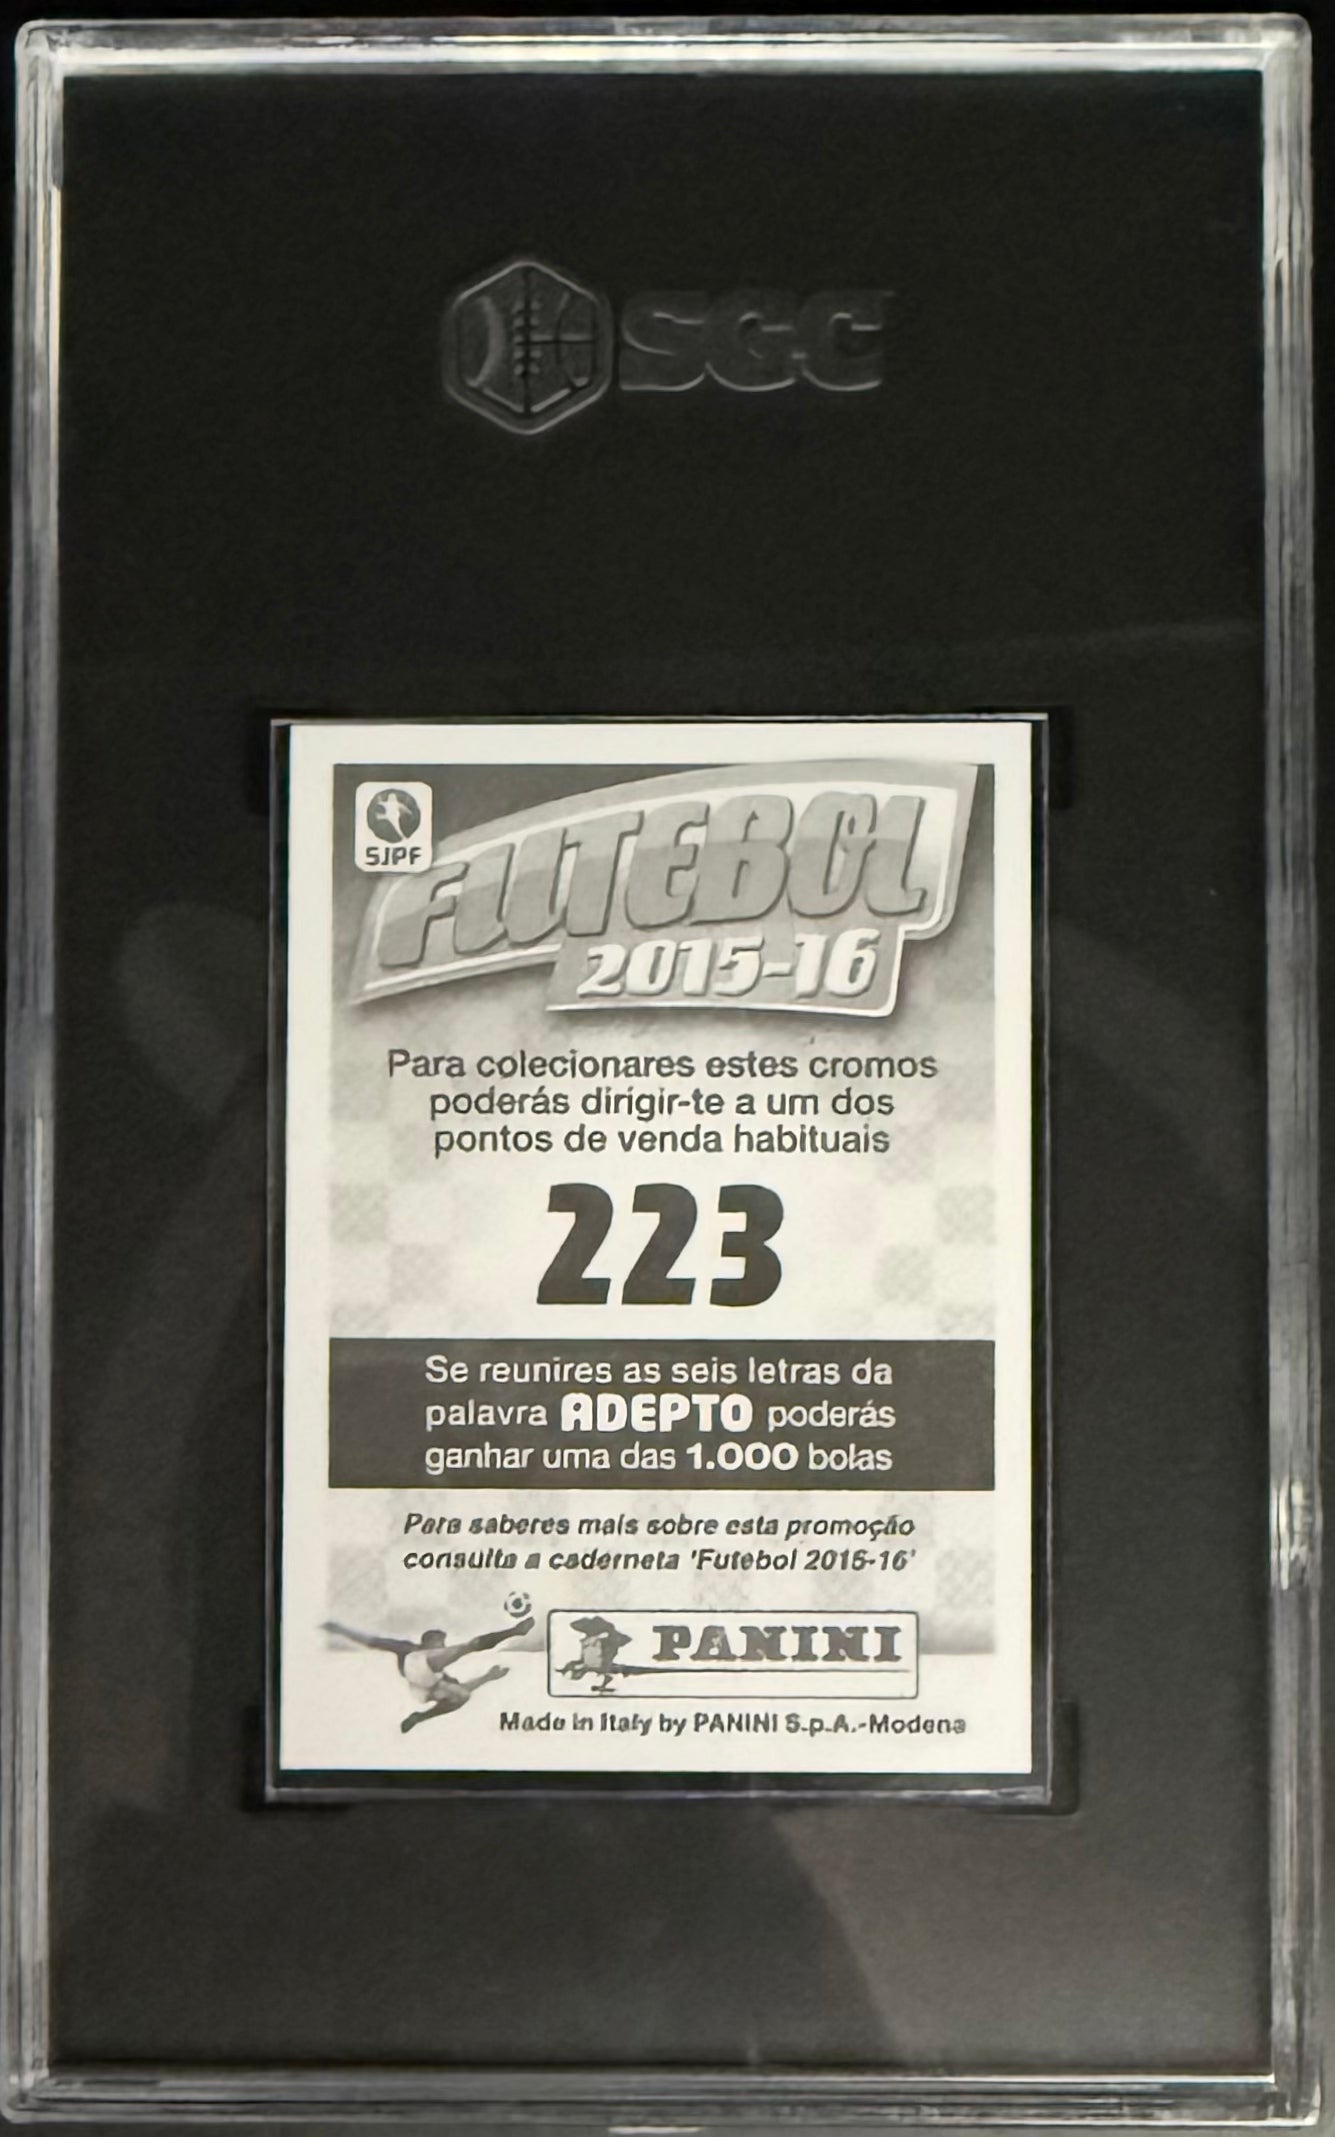 SGC
SJPF
FUTEBOL
2015-16
Para colecionares estes cromos
poderás dirigir-te a um dos
pontos de venda habituais
223
Se reunires as seis letras da
palavra ADEPTO poderás
ganhar uma das 1.000 bolas
Para saberes mais sobre esta promoção
consulta a caderneta 'Futebol 2015-16'
PANINI
Made in Italy by PANINI S.p.A.-Modena